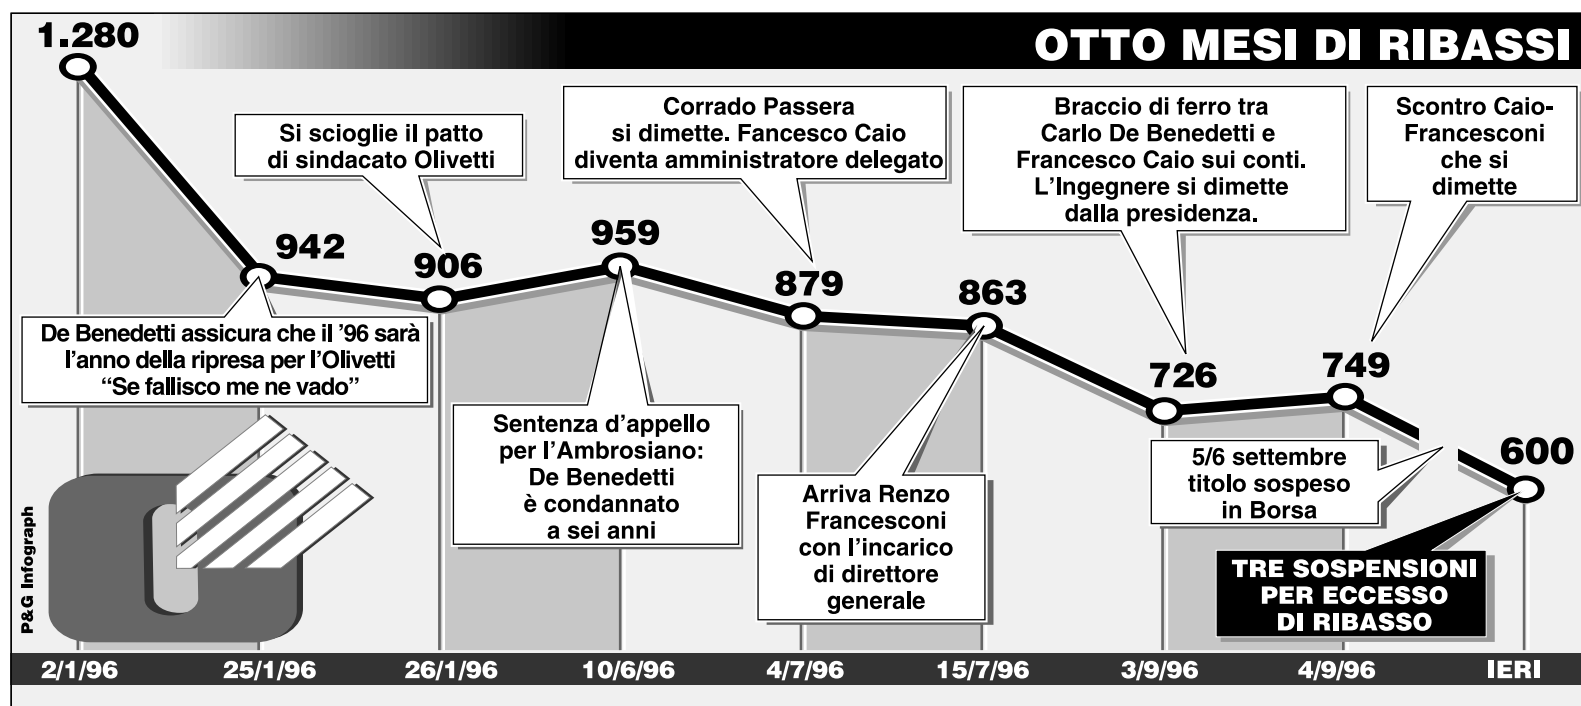 OTTO MESI DI RIBASSI
1.280
942
906
959
879
863
726
749
600
De Benedetti assicura che il ’96 sarà
l’anno della ripresa per l’Olivetti
“Se fallisco me ne vado”
Si scioglie il patto
di sindacato Olivetti
Sentenza d’appello
per l’Ambrosiano:
De Benedetti
è condannato
a sei anni
Corrado Passera
si dimette. Fancesco Caio
diventa amministratore delegato
Arriva Renzo
Francesconi
con l’incarico
di direttore
generale
Braccio di ferro tra
Carlo De Benedetti e
Francesco Caio sui conti.
L’Ingegnere si dimette
dalla presidenza.
Scontro Caio-
Francesconi
che si
dimette
5/6 settembre
titolo sospeso
in Borsa
TRE SOSPENSIONI
PER ECCESSO
DI RIBASSO
P&G Infograph
2/1/96
25/1/96
26/1/96
10/6/96
4/7/96
15/7/96
3/9/96
4/9/96
IERI